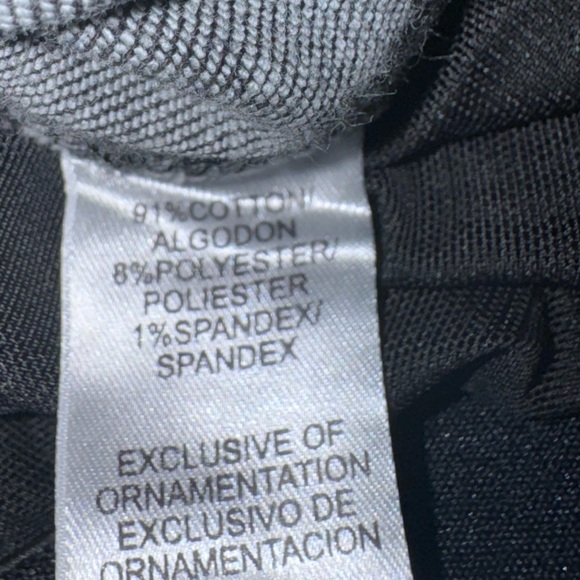 91%COTTON/
ALGODON
8%POLYESTER/
POLIESTER
1%SPANDEX/
SPANDEX
EXCLUSIVE OF
ORNAMENTATION
EXCLUSIVO DE
ORNAMENTACION